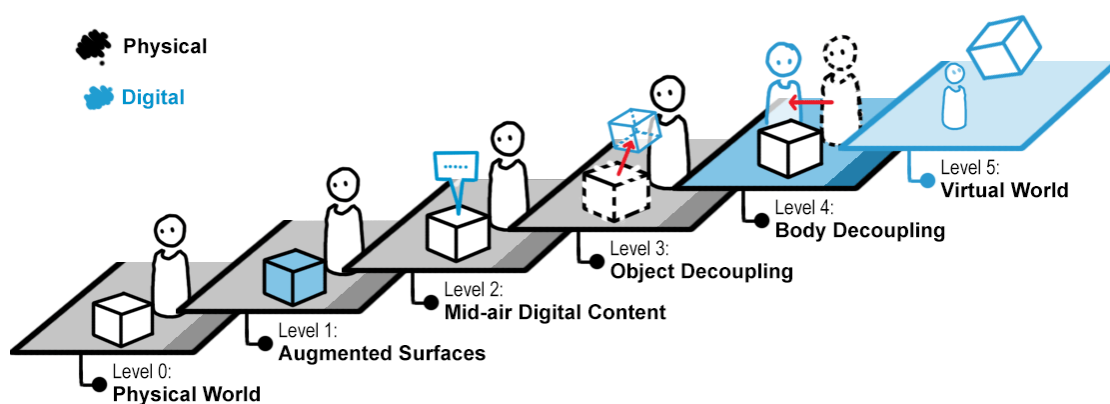 Physical
Digital
Level 0:
Physical World
Level 1:
Augmented Surfaces
Level 2:
Mid-air Digital Content
Level 3:
Object Decoupling
Level 4:
Body Decoupling
Level 5:
Virtual World